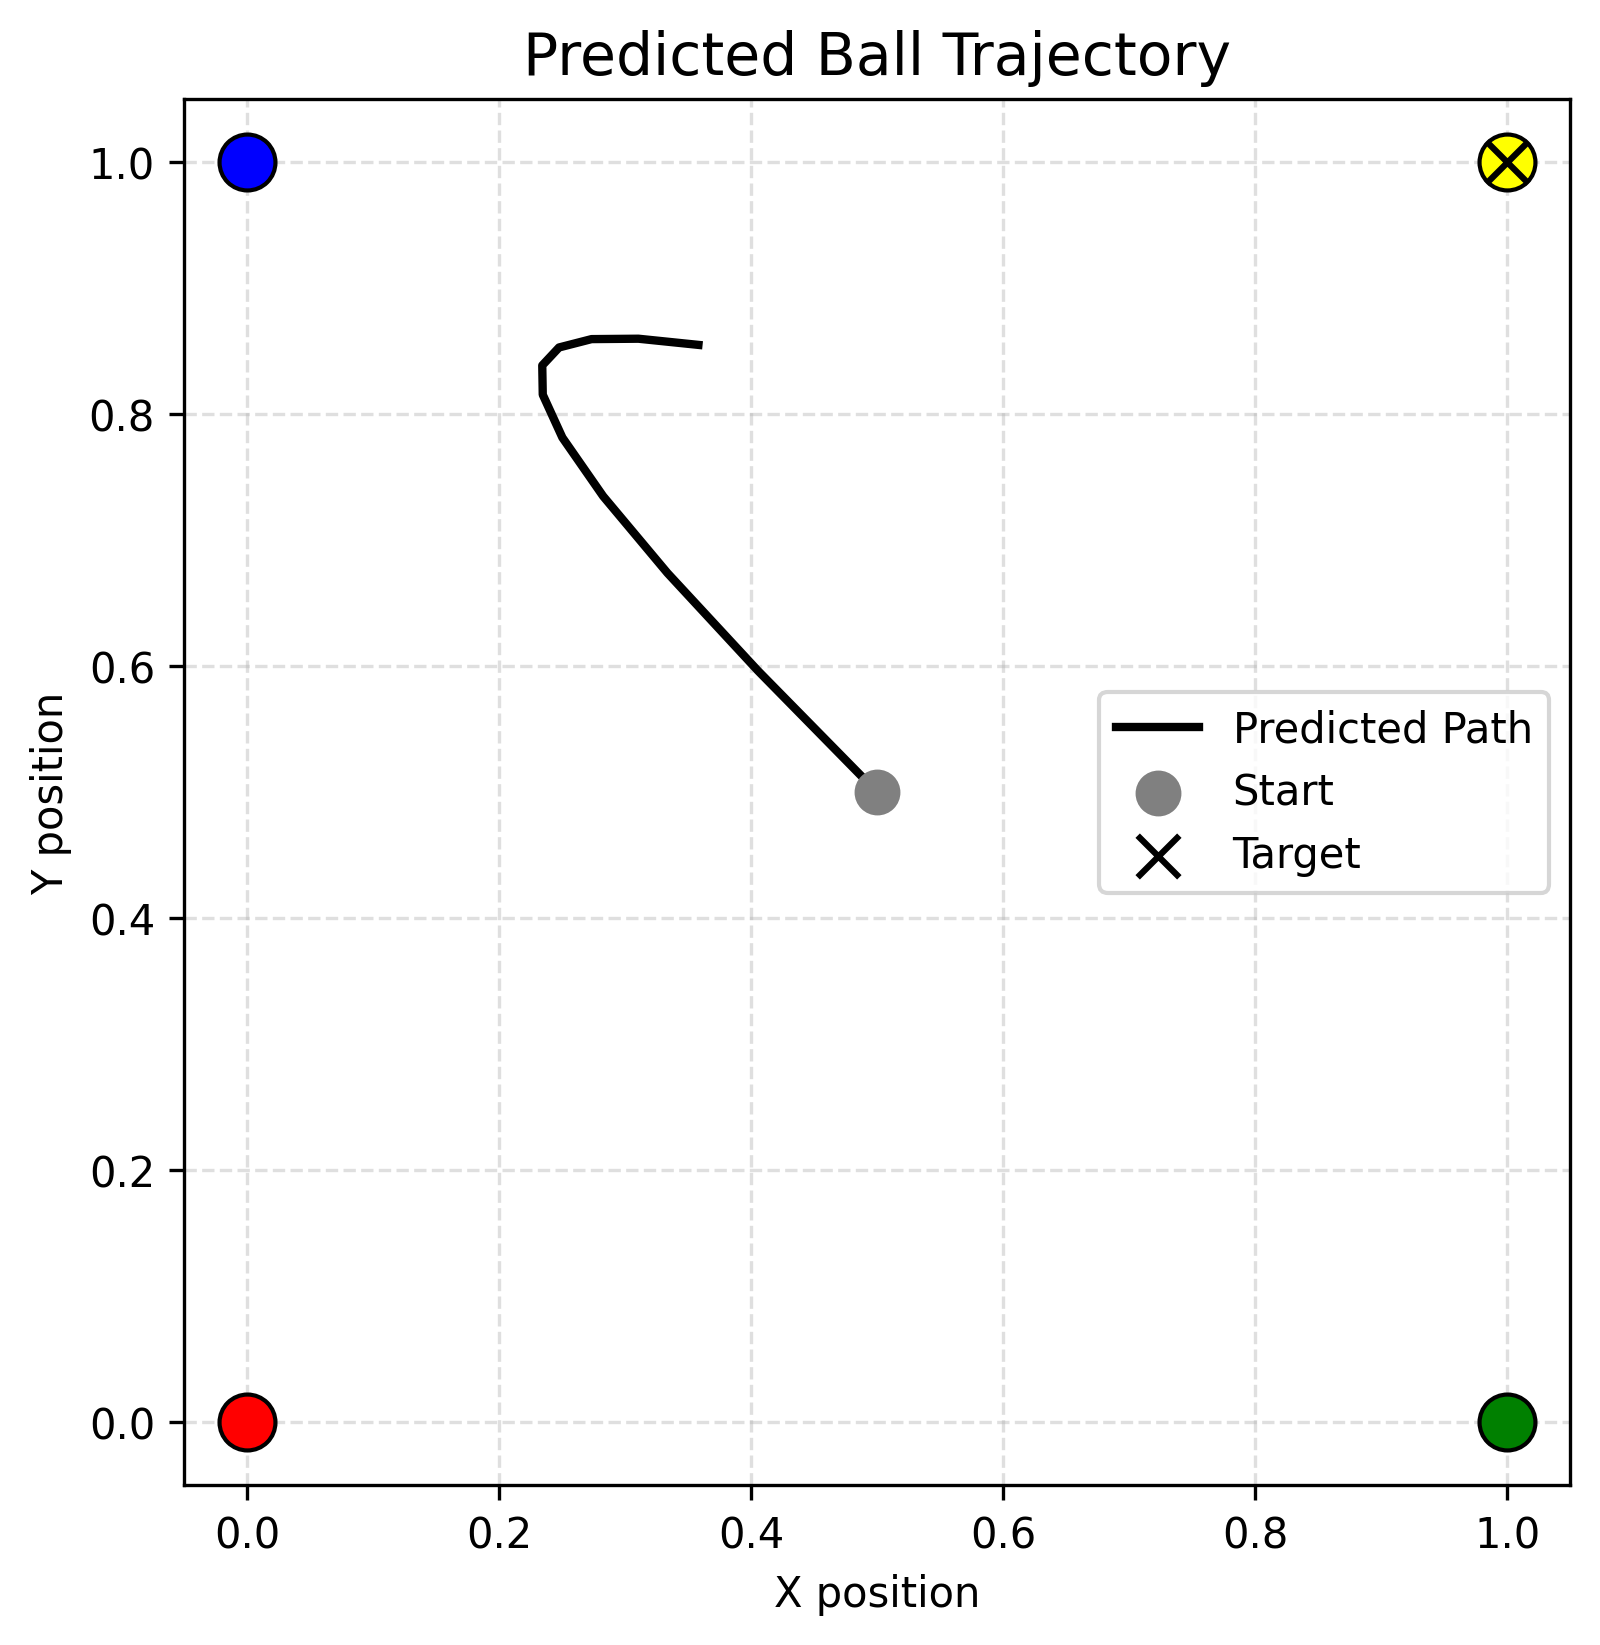 Predicted Ball Trajectory
1.0
0.8
0.6
0.4
0.2
0.0
Y position
Predicted Path
Start
Target
0.0 0.2 0.4 0.6 0.8 1.0
X position